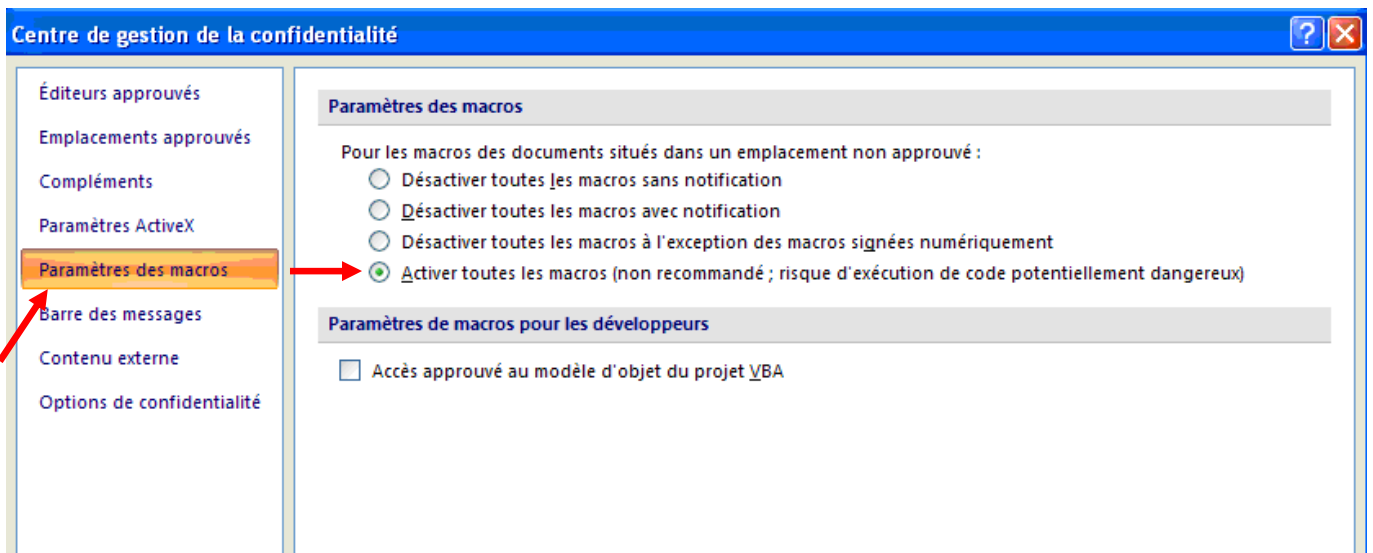 Centre de gestion de la confidentialité
Éditeurs approuvés
Emplacements approuvés
Compléments
Paramètres ActiveX
Paramètres des macros
Barre des messages
Contenu externe
Options de confidentialité
Paramètres des macros
Pour les macros des documents situés dans un emplacement non approuvé :
Désactiver toutes les macros sans notification
Désactiver toutes les macros avec notification
Désactiver toutes les macros à l'exception des macros signées numériquement
Activer toutes les macros (non recommandé ; risque d'exécution de code potentiellement dangereux)
Paramètres de macros pour les développeurs
Accès approuvé au modèle d'objet du projet VBA